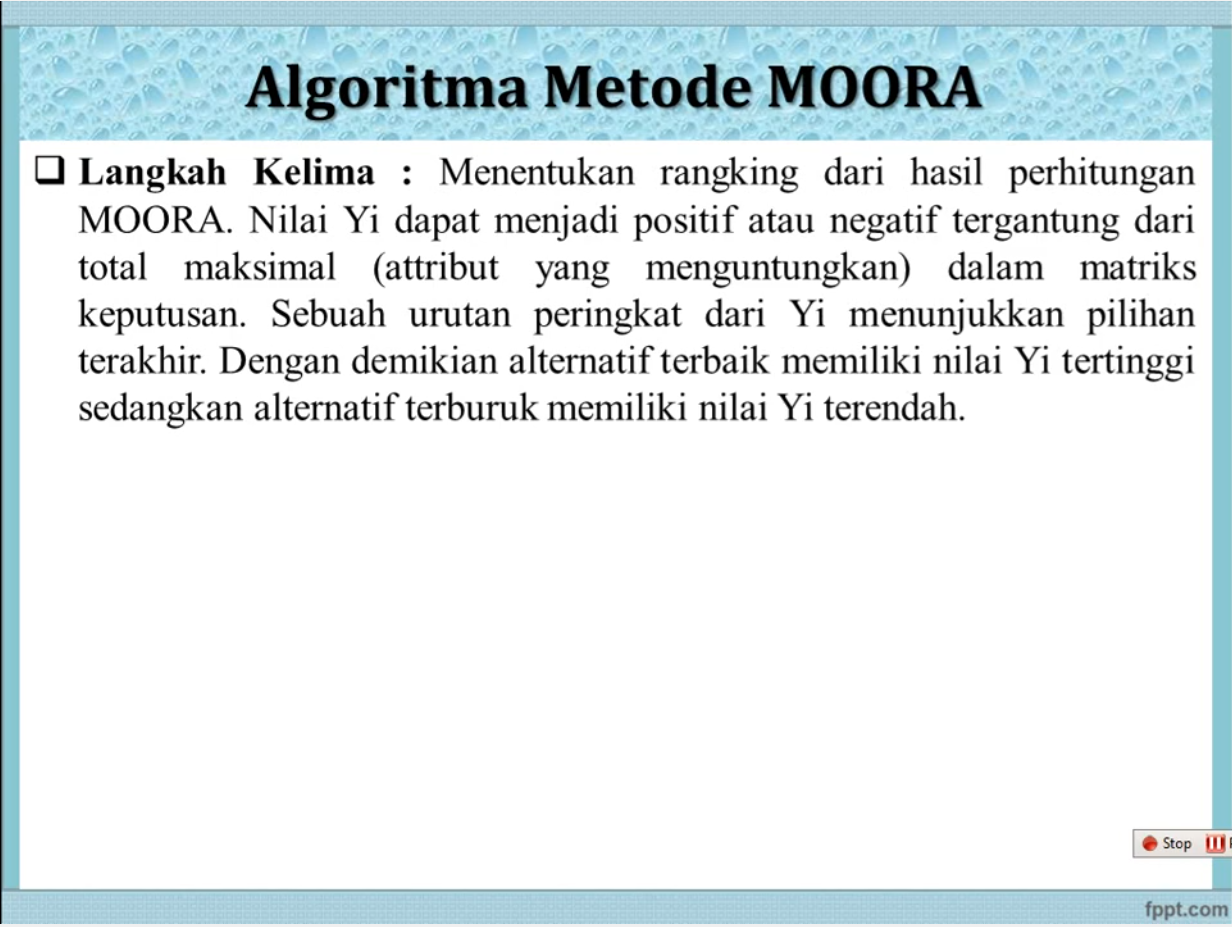 Algoritma Metode MOORA
Langkah Kelima : Menentukan rangking dari hasil perhitungan
MOORA. Nilai Yi dapat menjadi positif atau negatif tergantung dari
total maksimal (attribut yang menguntungkan) dalam matriks
keputusan. Sebuah urutan peringkat dari Yi menunjukkan pilihan
terakhir. Dengan demikian alternatif terbaik memiliki nilai Yi tertinggi
sedangkan alternatif terburuk memiliki nilai Yi terendah.
Stop
fppt.com